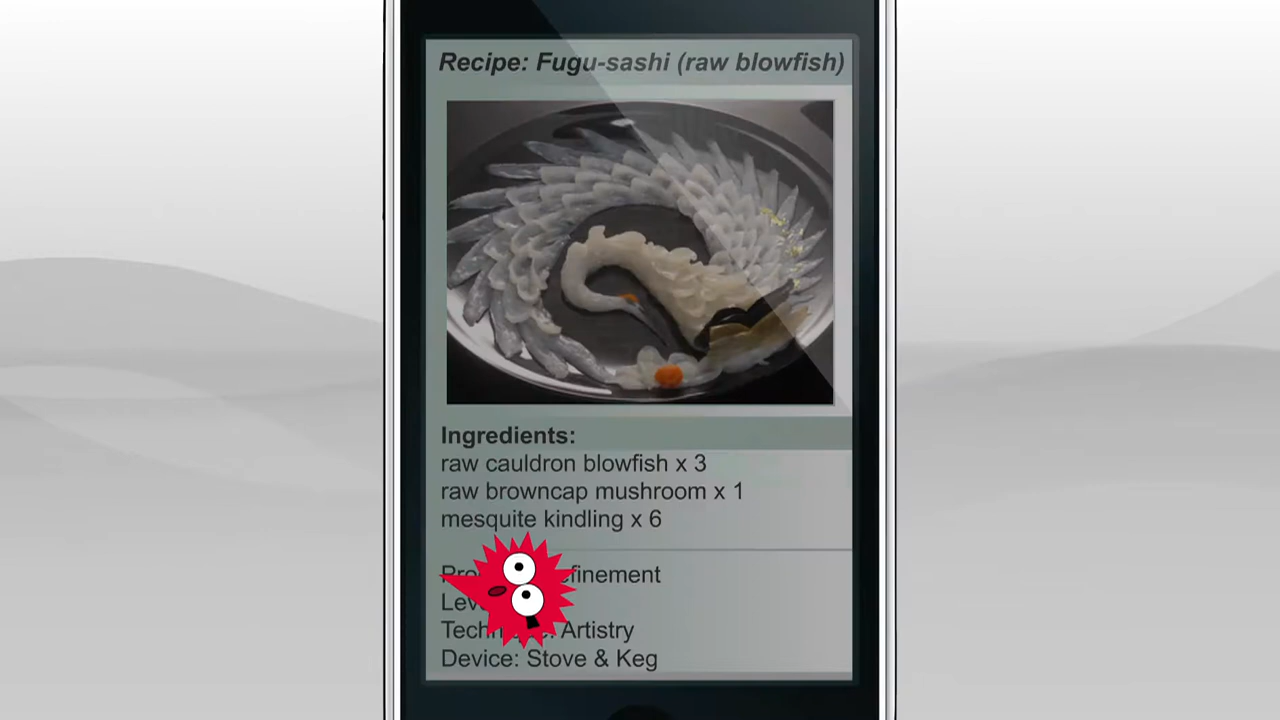 Recipe: Fugu-sashi (raw blowfish)
Ingredients:
raw cauldron blowfish x 3
raw browncap mushroom x 1
mesquite kindling x 6
finement
Artistry
Device: Stove & Keg